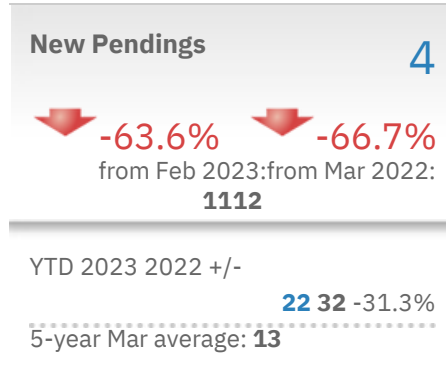 New Pendings
4
-63.6% -66.7%
from Feb 2023:from Mar 2022:
1112
YTD 2023 2022 +/-
22 32 -31.3%
5-year Mar average: 13